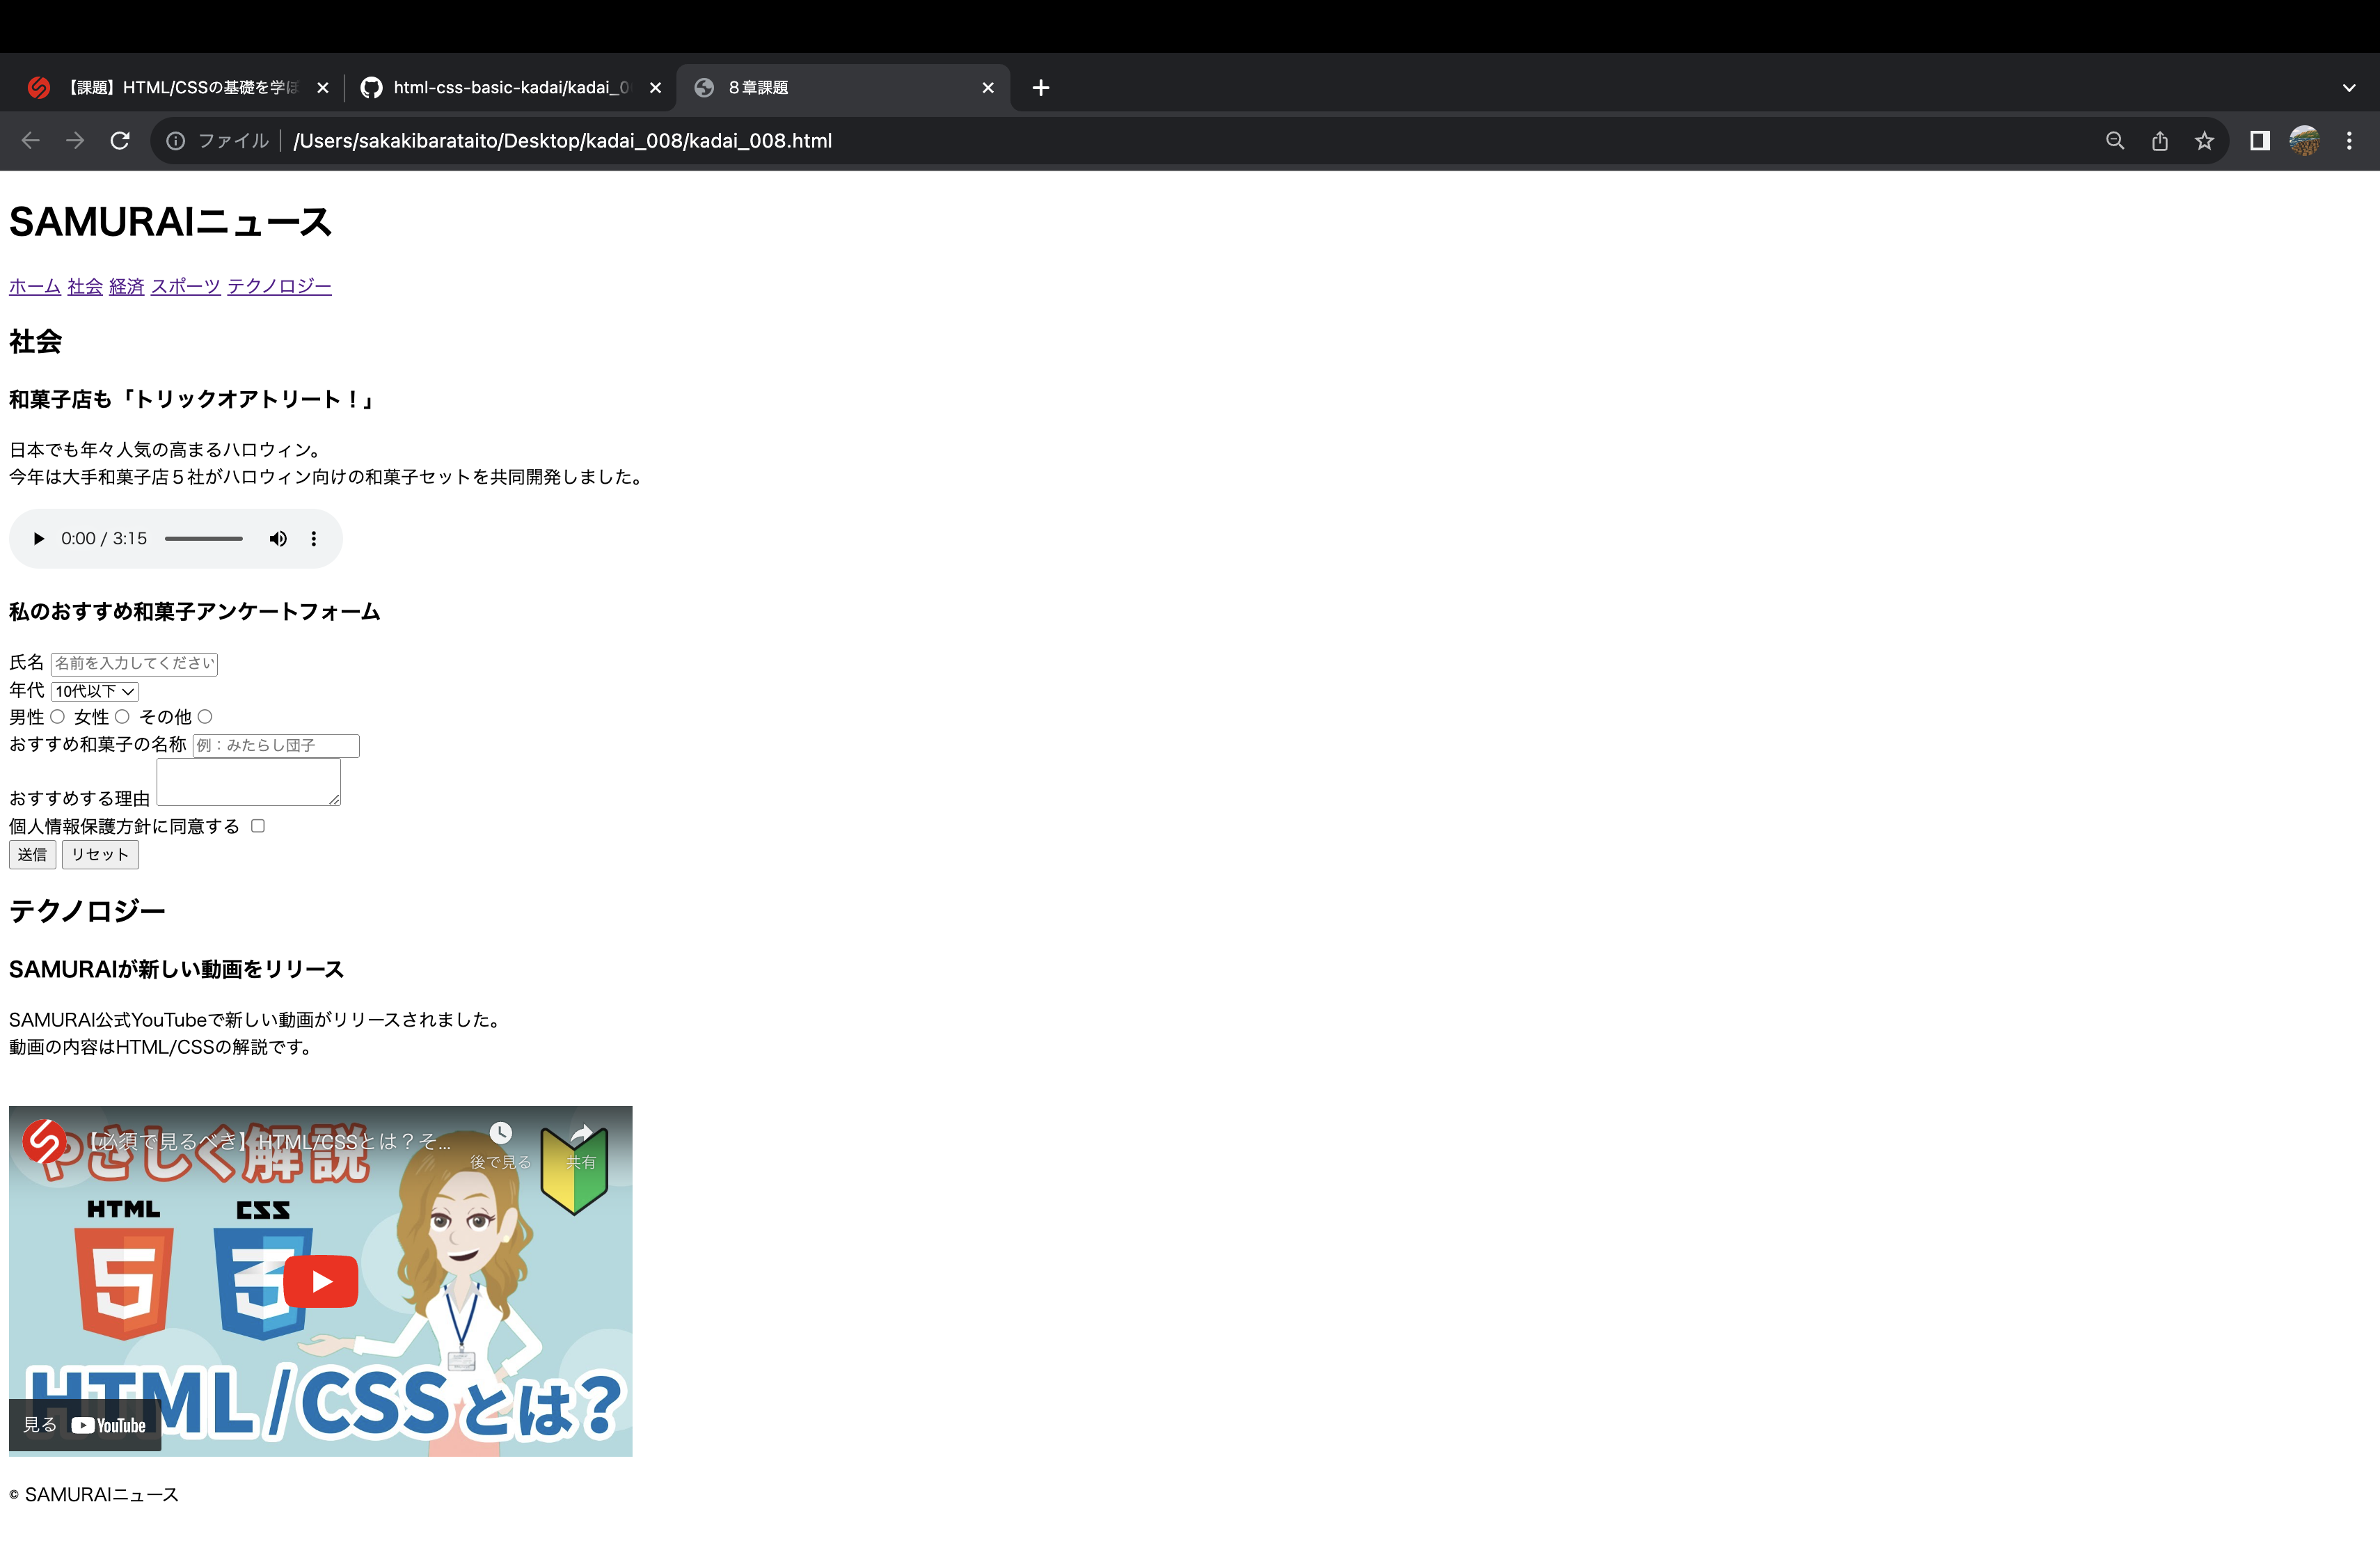 【課題】HTML/CSSの基礎を学ぼ
html-css-basic-kadai/kadai_0
８章課題
ファイル /Users/sakakibarataito/Desktop/kadai_008/kadai_008.html
SAMURAIニュース
ホーム 社会 経済 スポーツ テクノロジー
社会
和菓子店も「トリックオアトリート！」
日本でも年々人気の高まるハロウィン。
今年は大手和菓子店５社がハロウィン向けの和菓子セットを共同開発しました。
0:00 / 3:15
私のおすすめ和菓子アンケートフォーム
氏名 名前を入力してください
年代 10代以下
男性 女性 その他
おすすめ和菓子の名称 例：みたらし団子
おすすめする理由
個人情報保護方針に同意する
送信 リセット
テクノロジー
SAMURAIが新しい動画をリリース
SAMURAI公式YouTubeで新しい動画がリリースされました。
動画の内容はHTML/CSSの解説です。
【必須で見るべき】HTML/CSSとは？そ...
後で見る 共有
やさしく解説
HTML CSS
HTML/CSSとは？
見る YouTube
© SAMURAIニュース